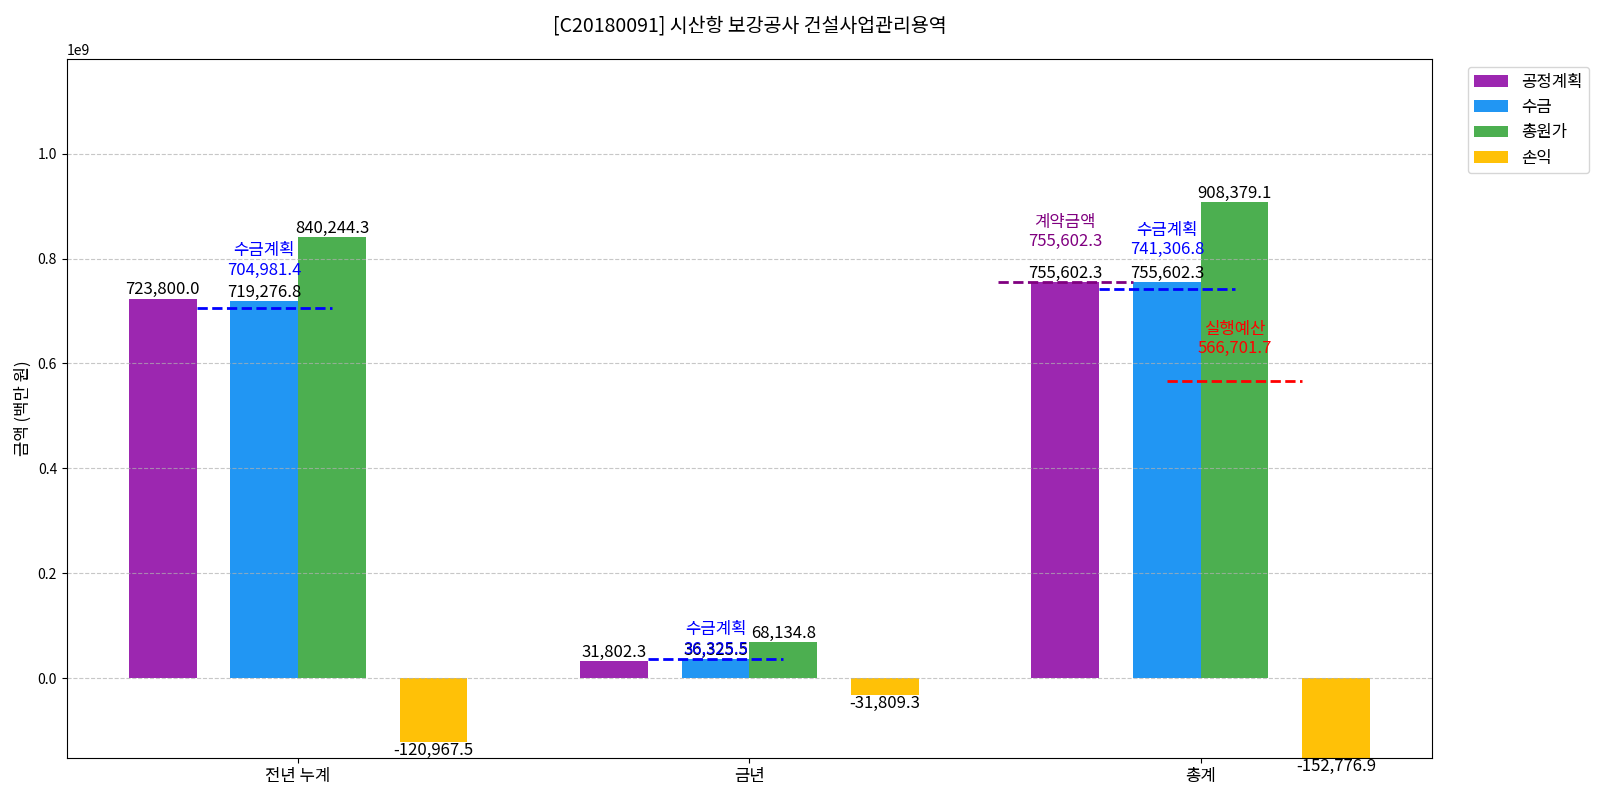 [C20180091] 시산항 보강공사 건설사업관리용역
1e9
공정계획
수금
총원가
손익
금액 (백만 원)
1.0
0.8
0.6
0.4
0.2
0.0
723,800.0
수금계획
704,981.4
719,276.8
840,244.3
-120,967.5
31,802.3
수금계획
36,325.5
36,325.5
68,134.8
-31,809.3
계약금액
755,602.3
755,602.3
수금계획
741,306.8
755,602.3
908,379.1
실행예산
566,701.7
-152,776.9
전년 누계
금년
총계